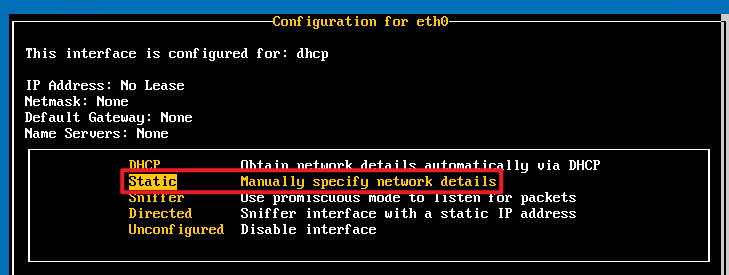 Configuration for eth0
This interface is configured for: dhcp
IP Address: No Lease
Netmask: None
Default Gateway: None
Name Servers: None
DHCP Obtain network details automatically via DHCP
Static Manually specify network details
Sniffer Use promiscuous mode to listen for packets
Directed Sniffer interface with a static IP address
Unconfigured Disable interface